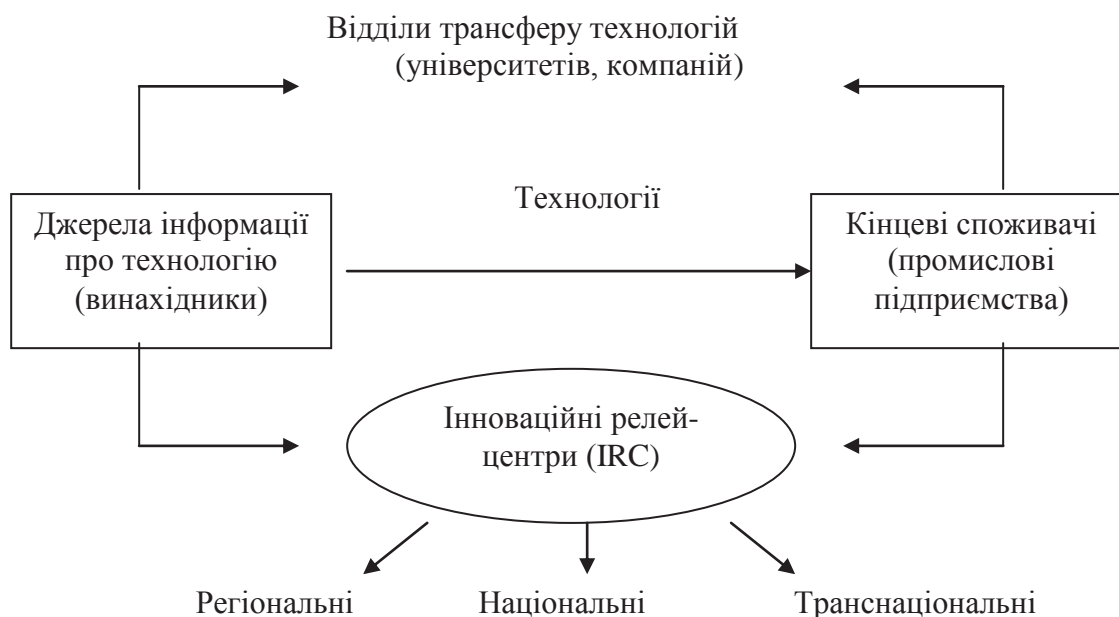 Відділи трансферу технологій
(університетів, компаній)
Технології
Джерела інформації
про технологію
(винахідники)
Кінцеві споживачі
(промислові
підприємства)
Інноваційні релей-
центри (IRC)
Регіональні
Національні
Транснаціональні